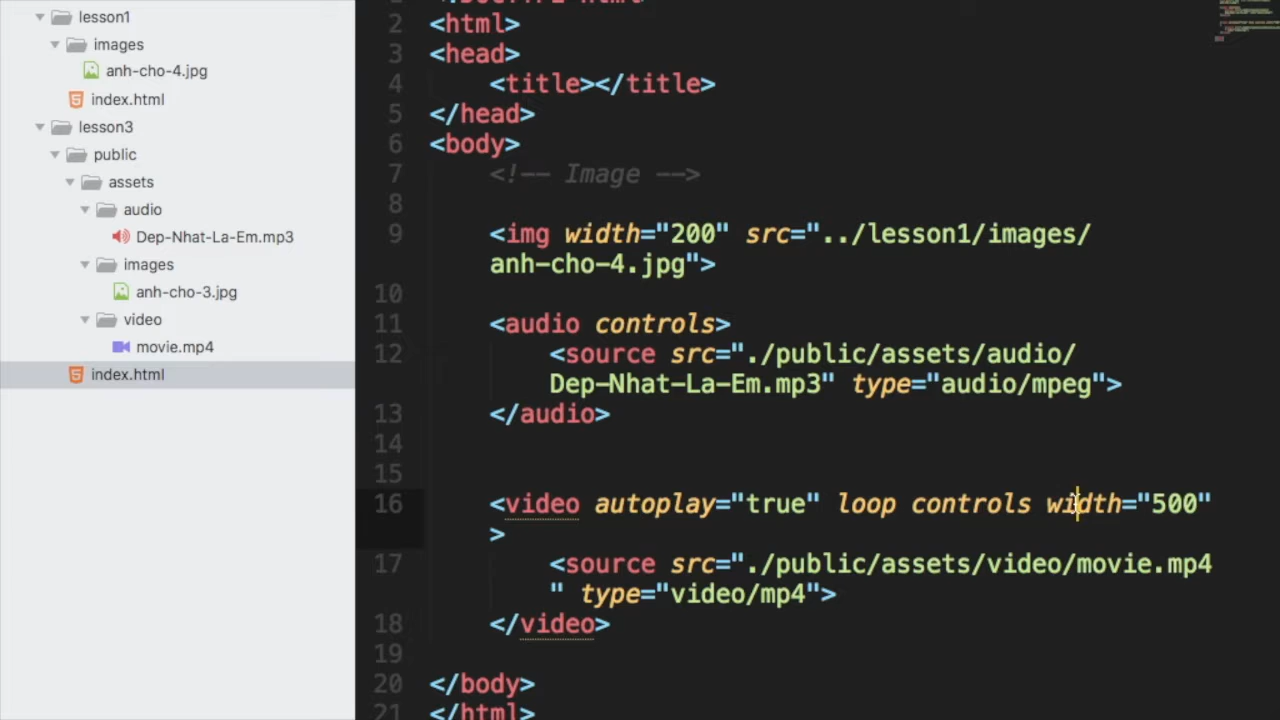 lesson1
images
anh-cho-4.jpg
index.html
lesson3
public
assets
audio
Dep-Nhat-La-Em.mp3
images
anh-cho-3.jpg
video
movie.mp4
index.html
2 <html>
3 <head>
4 <title></title>
5 </head>
6 <body>
7 <!-- Image -->
8
9 <img width="200" src="../lesson1/images/
anh-cho-4.jpg">
10
11 <audio controls>
12 <source src="./public/assets/audio/
Dep-Nhat-La-Em.mp3" type="audio/mpeg">
13 </audio>
14
15
16 <video autoplay="true" loop controls width="500"
>
17 <source src="./public/assets/video/movie.mp4
" type="video/mp4">
18 </video>
19
20 </body>
21 </html>